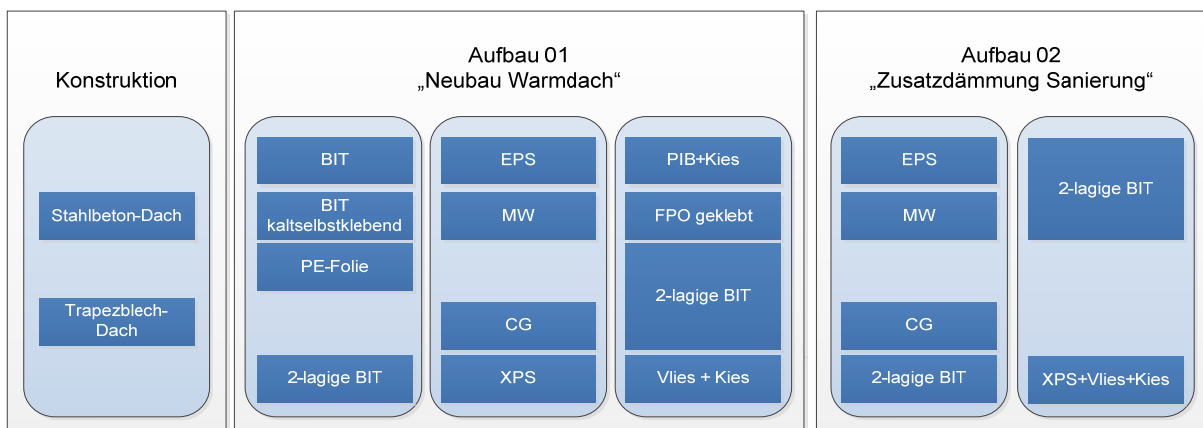 Konstruktion
Stahlbeton-Dach
Trapezblech-
Dach
Aufbau 01
„Neubau Warmdach“
BIT
BIT
kaltselbstklebend
PE-Folie
2-lagige BIT
EPS
MW
CG
XPS
PIB+Kies
FPO geklebt
2-lagige BIT
Vlies + Kies
Aufbau 02
„Zusatzdämmung Sanierung“
EPS
MW
CG
2-lagige BIT
2-lagige BIT
XPS+Vlies+Kies